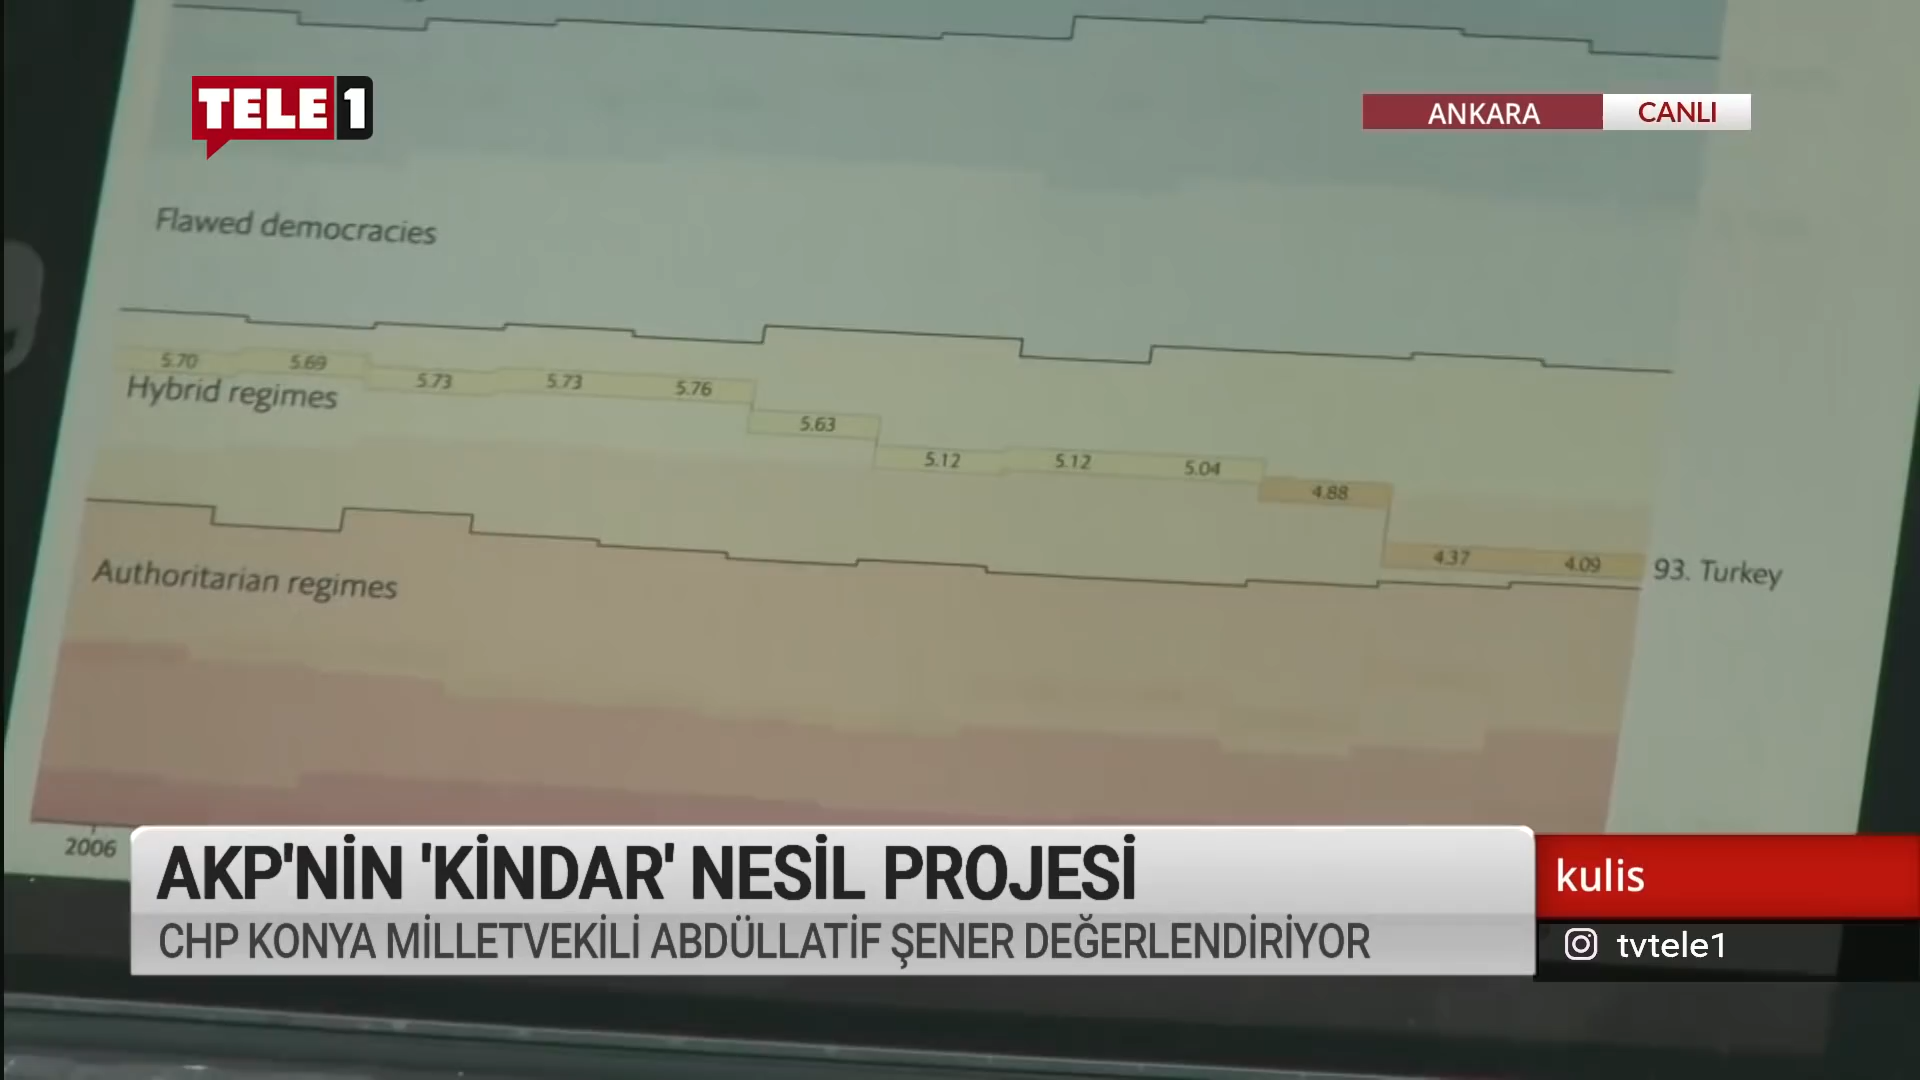 TELE1
ANKARA CANLI
Flawed democracies
5.70 5.69 5.73 5.73 5.76 5.63 5.12 5.12 5.04 4.88 4.37 4.09
93. Turkey
Hybrid regimes
Authoritarian regimes
2006
AKP'NİN 'KİNDAR' NESİL PROJESİ
CHP KONYA MİLLETVEKİLİ ABDÜLLATİF ŞENER DEĞERLENDİRİYOR
kulis
tvtele1